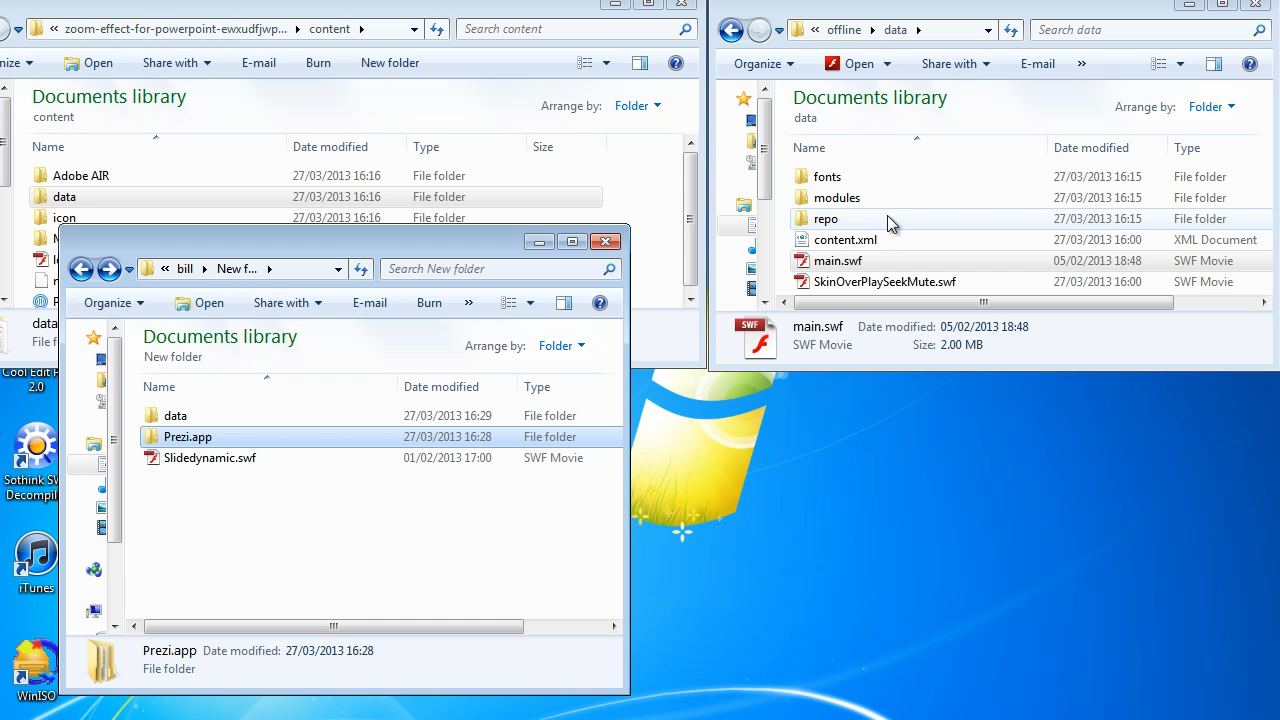 « zoom-effect-for-powerpoint-ewxudfjwp... ▸ content ▸
Search content
Open
Share with
E-mail
Burn
New folder
Documents library
content
Arrange by: Folder
Name
Date modified
Type
Size
Adobe AIR
27/03/2013 16:16
File folder
data
27/03/2013 16:16
File folder
icon
27/03/2013 16:16
File folder
data
« offline ▸ data ▸
Search data
Organize
Open
Share with
E-mail
»
Documents library
data
Arrange by: Folder
Name
Date modified
Type
fonts
27/03/2013 16:15
File folder
modules
27/03/2013 16:15
File folder
repo
27/03/2013 16:15
File folder
content.xml
27/03/2013 16:00
XML Document
main.swf
05/02/2013 18:48
SWF Movie
SkinOverPlaySeekMute.swf
27/03/2013 16:00
SWF Movie
SWF
main.swf Date modified: 05/02/2013 18:48
SWF Movie Size: 2.00 MB
« bill ▸ New f... ▸
Search New folder
Organize
Open
Share with
E-mail
Burn
»
Documents library
New folder
Arrange by: Folder
Name
Date modified
Type
data
27/03/2013 16:29
File folder
Prezi.app
27/03/2013 16:28
File folder
Slidedynamic.swf
01/02/2013 17:00
SWF Movie
Prezi.app Date modified: 27/03/2013 16:28
File folder
Cool Edit P
2.0
Sothink SW
Decompil
iTunes
WinISO